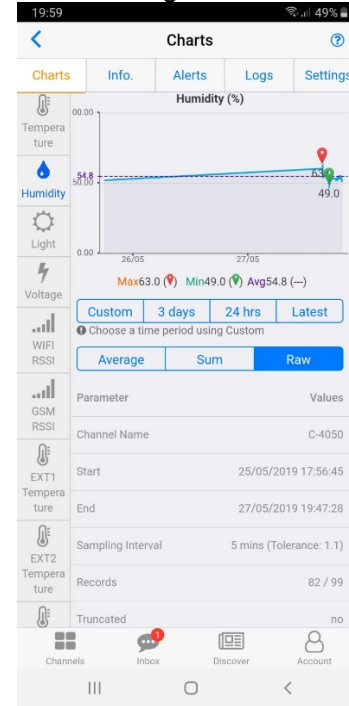 19:59
49%
Charts
Charts
Info.
Alerts
Logs
Settings
Humidity (%)
Tempera
ture
Humidity
Light
Voltage
WIFI
RSSI
GSM
RSSI
EXT1
Tempera
ture
EXT2
Tempera
ture
00.00
54.8
50.00
0.00
63.0
49.0
26/05
27/05
Max63.0 () Min49.0 () Avg54.8 (---)
Custom
3 days
24 hrs
Latest
Choose a time period using Custom
Average
Sum
Raw
Parameter Values
Channel Name C-4050
Start 25/05/2019 17:56:45
End 27/05/2019 19:47:28
Sampling Interval 5 mins (Tolerance: 1.1)
Records 82 / 99
Truncated no
1
Channels
Inbox
Discover
Account